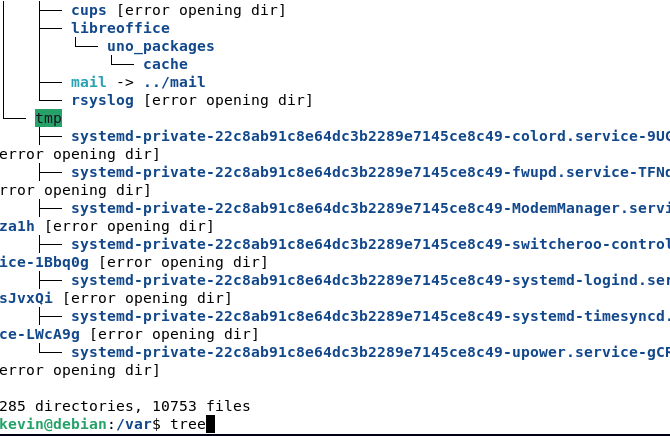 ├── cups [error opening dir]
├── libreoffice
│   └── uno_packages
│       └── cache
├── mail -> ../mail
└── rsyslog [error opening dir]
└── tmp
├── systemd-private-22c8ab91c8e64dc3b2289e7145ce8c49-colord.service-9UC
error opening dir]
├── systemd-private-22c8ab91c8e64dc3b2289e7145ce8c49-fwupd.service-TFN
rror opening dir]
├── systemd-private-22c8ab91c8e64dc3b2289e7145ce8c49-ModemManager.servi
za1h [error opening dir]
├── systemd-private-22c8ab91c8e64dc3b2289e7145ce8c49-switcheroo-control
ice-1Bbq0g [error opening dir]
├── systemd-private-22c8ab91c8e64dc3b2289e7145ce8c49-systemd-logind.ser
sJvxQi [error opening dir]
├── systemd-private-22c8ab91c8e64dc3b2289e7145ce8c49-systemd-timesyncd.
ce-LWcA9g [error opening dir]
└── systemd-private-22c8ab91c8e64dc3b2289e7145ce8c49-upower.service-gCR
error opening dir]
285 directories, 10753 files
kevin@debian:/var$ tree